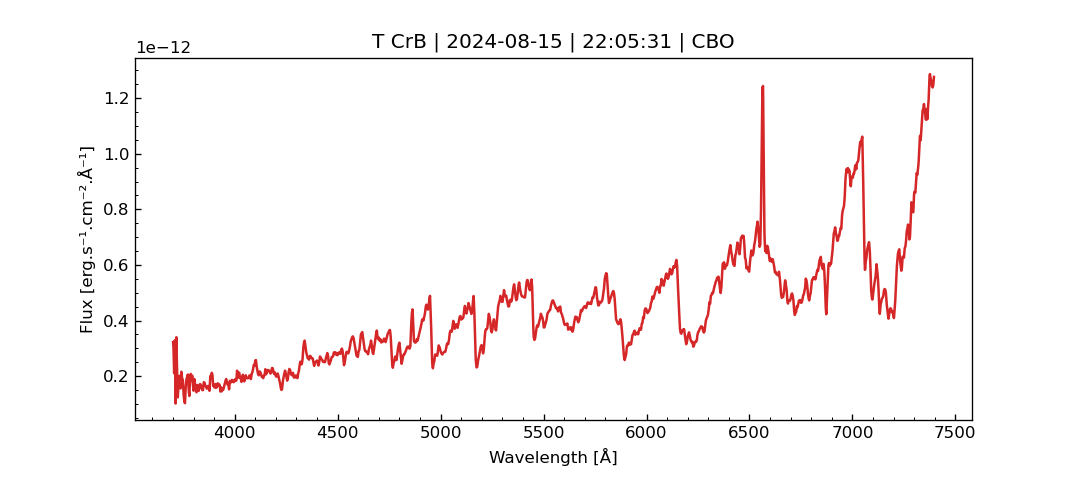 T CrB | 2024-08-15 | 22:05:31 | CBO
1e−12
Flux [erg.s⁻¹.cm⁻².Å⁻¹]
1.2
1.0
0.8
0.6
0.4
0.2
4000 4500 5000 5500 6000 6500 7000 7500
Wavelength [Å]